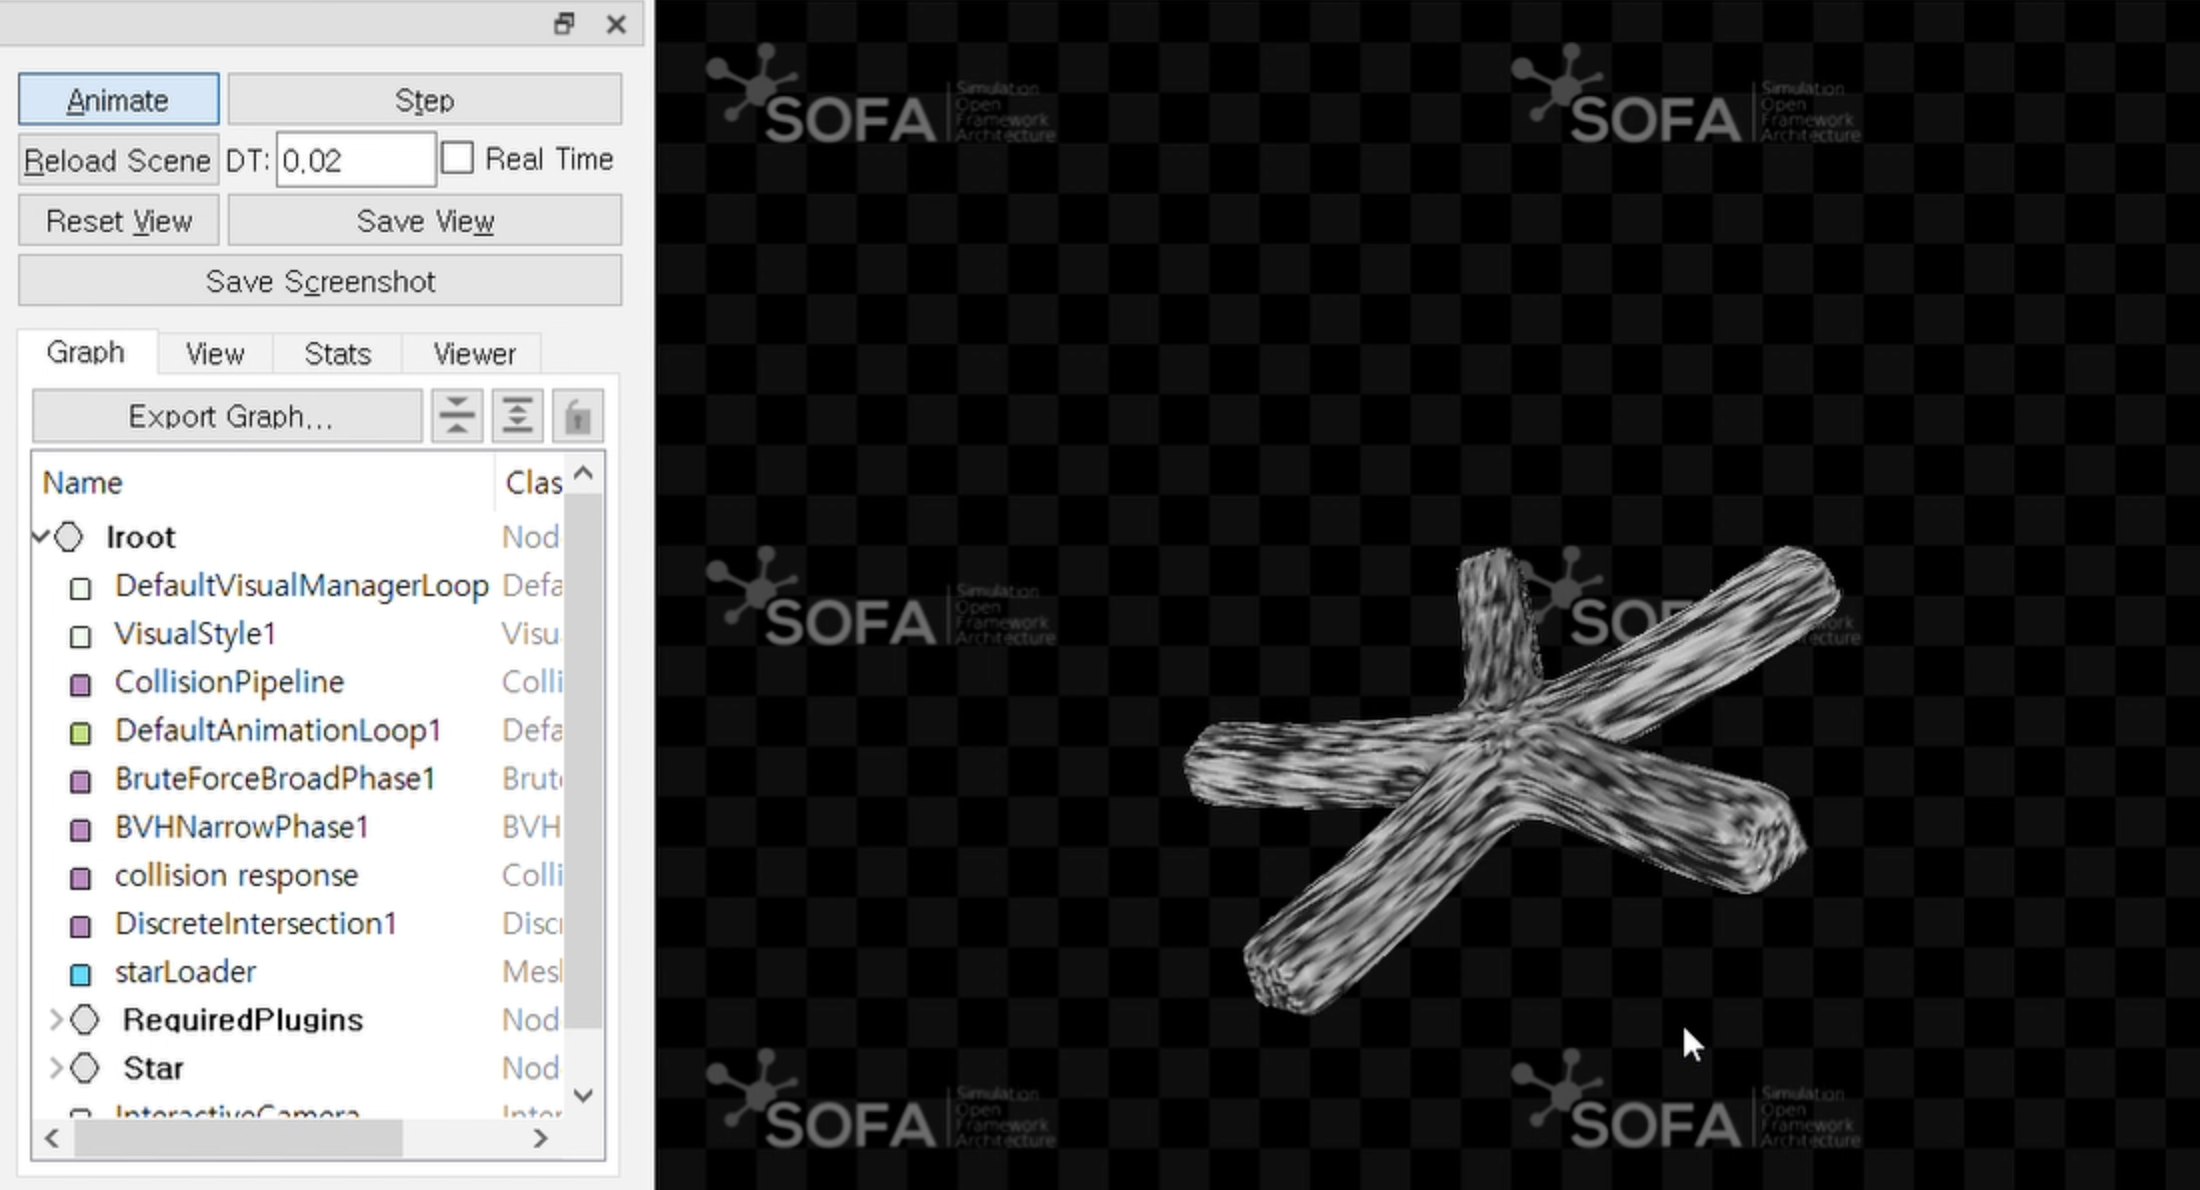 Animate Step
Reload Scene DT: 0.02 Real Time
Reset View Save View
Save Screenshot
Graph View Stats Viewer
Export Graph...
Name Clas
lroot Nod
DefaultVisualManagerLoop Defa
VisualStyle1 Visu
CollisionPipeline Colli
DefaultAnimationLoop1 Defa
BruteForceBroadPhase1 Brut
BVHNarrowPhase1 BVH
collision response Colli
DiscreteIntersection1 Disc
starLoader Mes
RequiredPlugins Nod
Star Nod
InteractiveCamera Inter
SOFA
Simulation
Open
Framework
Architecture
SOFA
Simulation
Open
Framework
Architecture
SOFA
Simulation
Open
Framework
Architecture
SO
Simulation
Open
Framework
Architecture
SOFA
Simulation
Open
Framework
Architecture
SOFA
Simulation
Open
Framework
Architecture